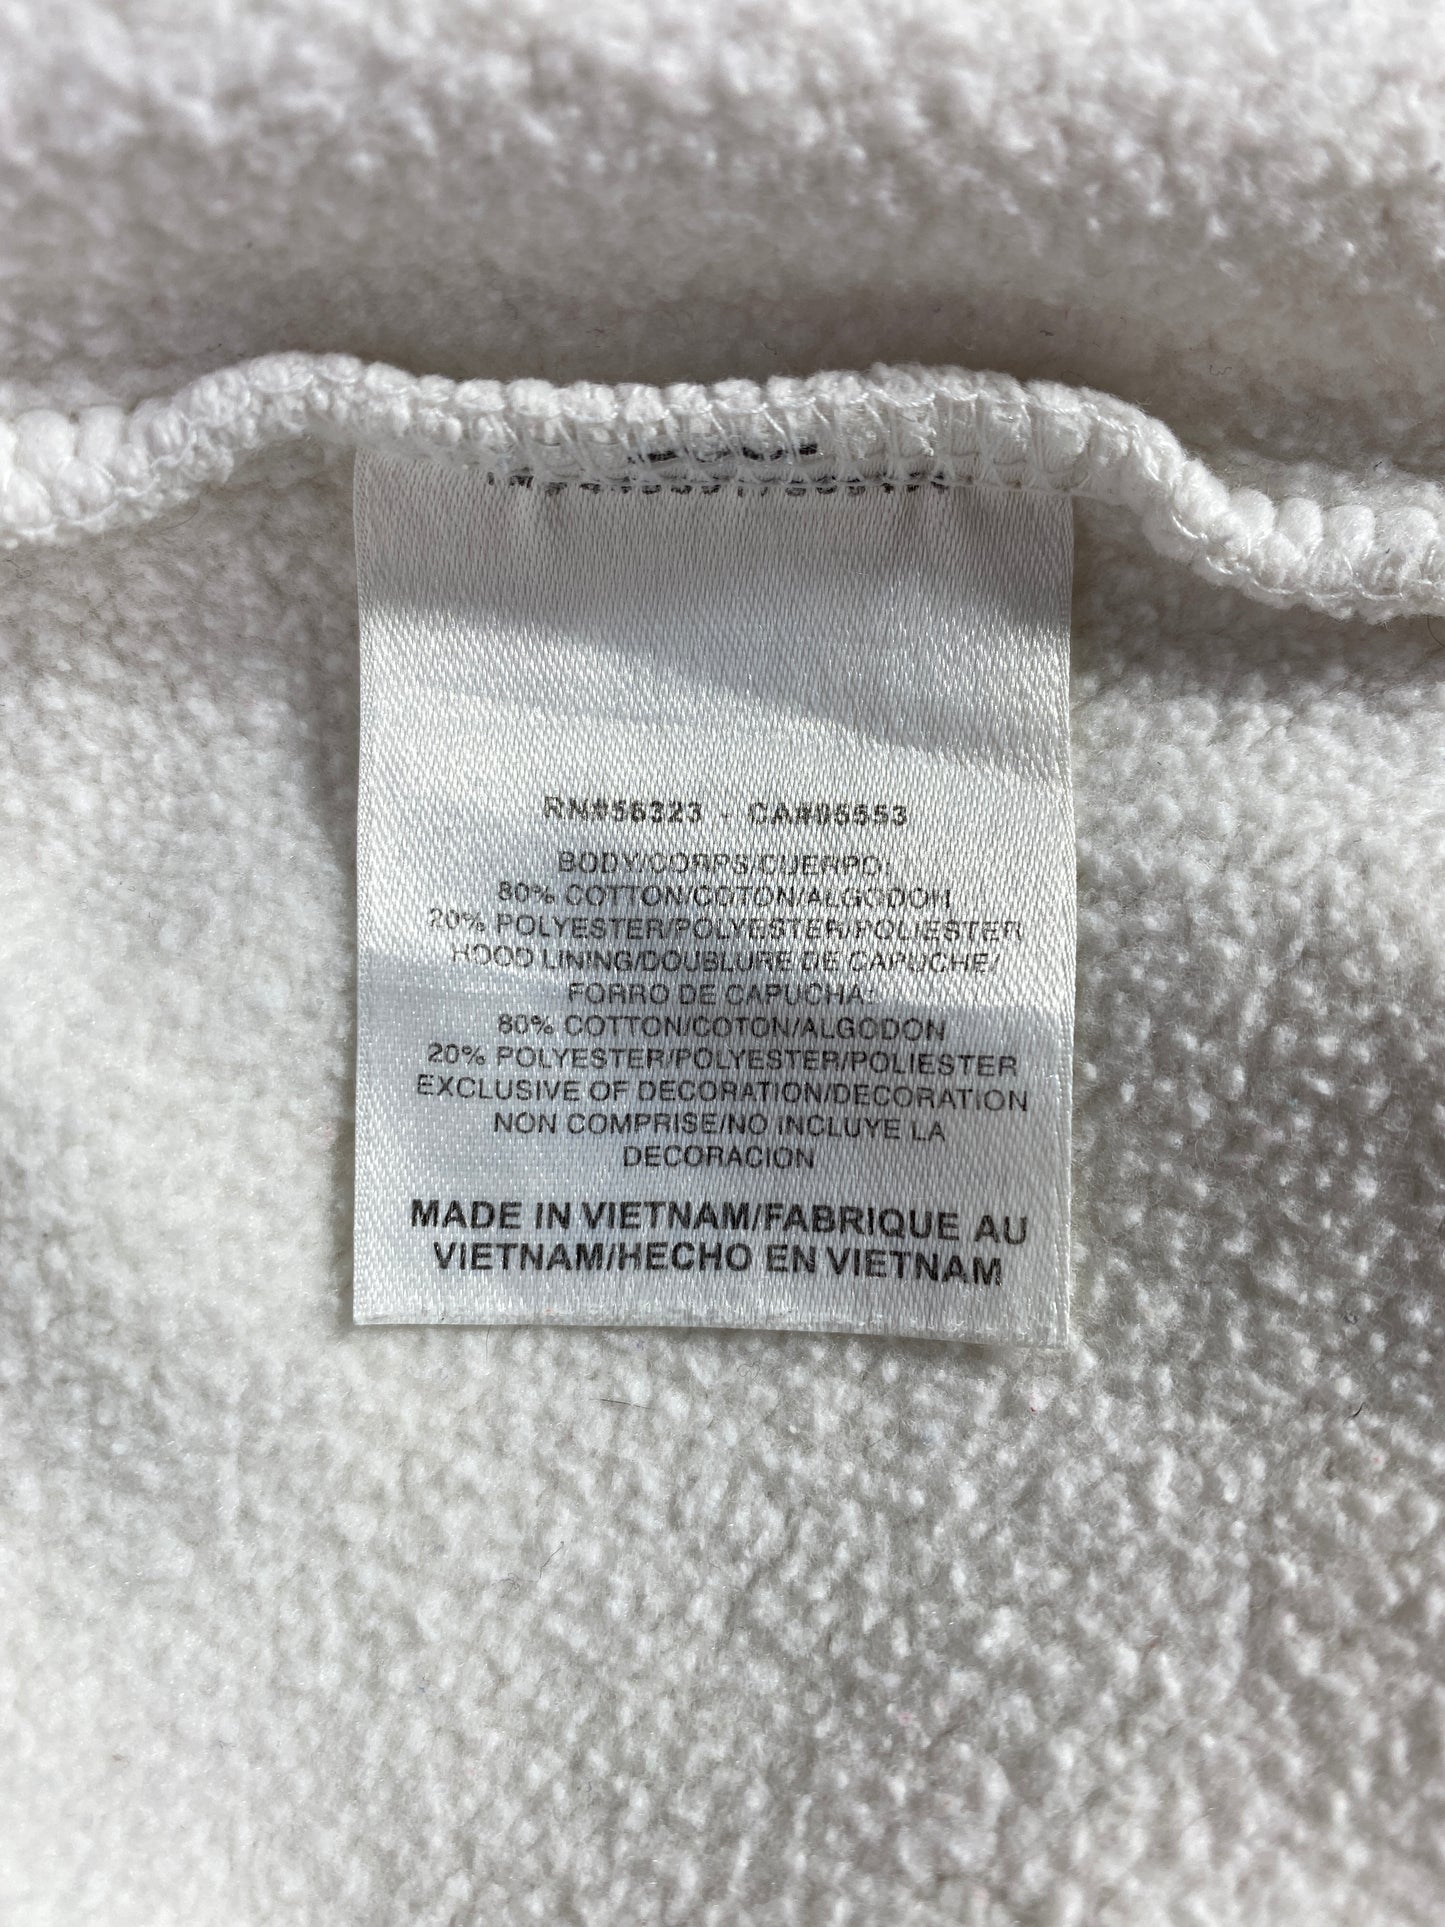 RN#56323 - CA#05553
BODY/CORPS/CUERPO:
80% COTTON/COTON/ALGODON
20% POLYESTER/POLYESTER/POLIESTER
HOOD LINING/DOUBLURE DE CAPUCHE/
FORRO DE CAPUCHA:
80% COTTON/COTON/ALGODON
20% POLYESTER/POLYESTER/POLIESTER
EXCLUSIVE OF DECORATION/DECORATION
NON COMPRISE/NO INCLUYE LA
DECORACION
MADE IN VIETNAM/FABRIQUE AU
VIETNAM/HECHO EN VIETNAM